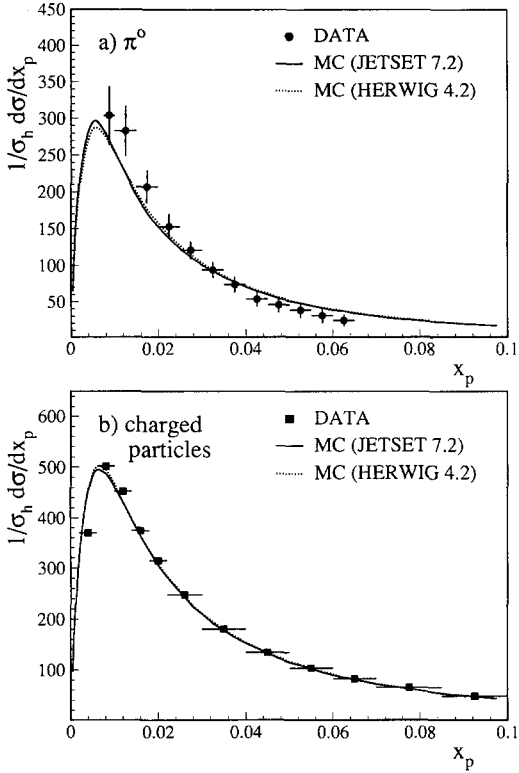 450
400
350
300
250
200
150
100
50
1/σh dσ/dxp
a) π°
DATA
MC (JETSET 7.2)
MC (HERWIG 4.2)
0
0.02
0.04
0.06
0.08
0.1
xp
600
500
400
300
200
100
1/σh dσ/dxp
b) charged
particles
DATA
MC (JETSET 7.2)
MC (HERWIG 4.2)
0
0.02
0.04
0.06
0.08
0.1
xp